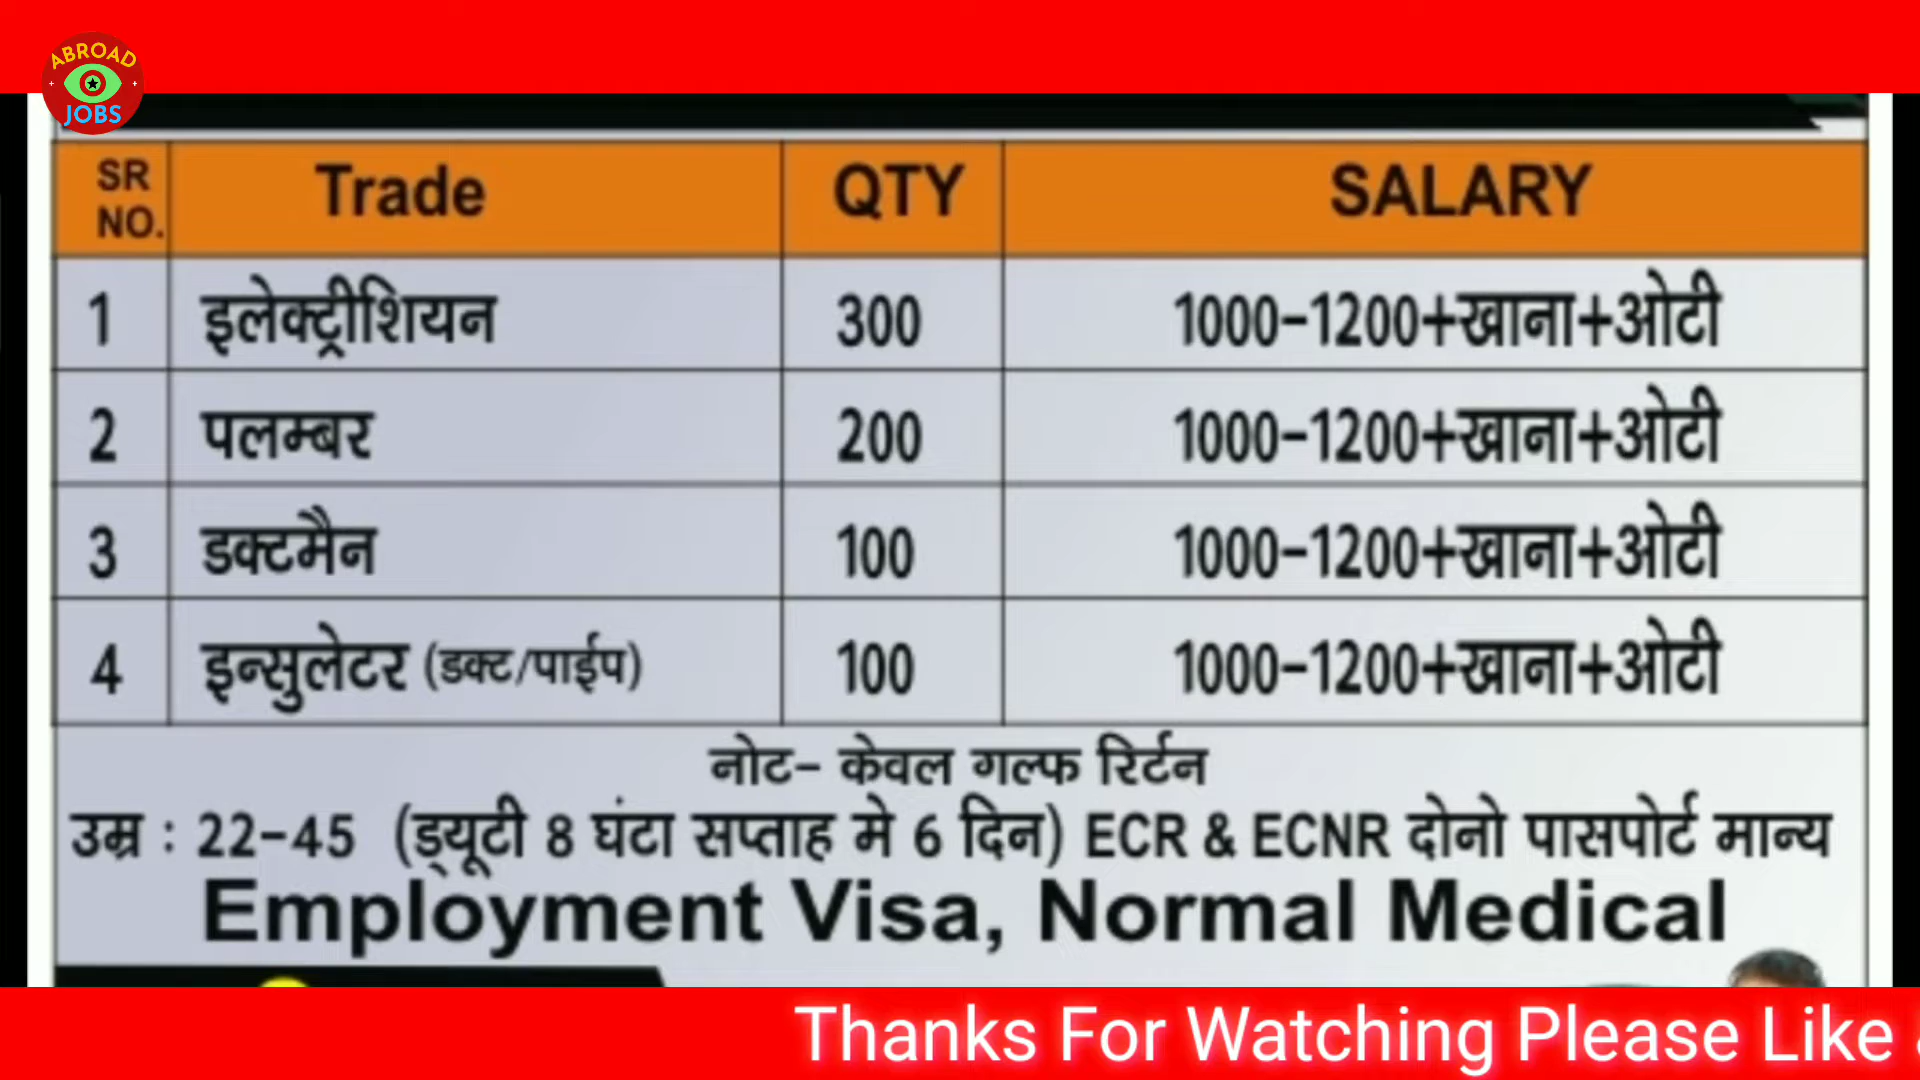 ABROAD
JOBS
SR NO. Trade QTY SALARY
1 इलेक्ट्रीशियन 300 1000-1200+खाना+ओटी
2 पलम्बर 200 1000-1200+खाना+ओटी
3 डक्टमैन 100 1000-1200+खाना+ओटी
4 इन्सुलेटर (डक्ट/पाईप) 100 1000-1200+खाना+ओटी
नोट- केवल गल्फ रिर्टन
उम्र : 22-45 (ड्यूटी 8 घंटा सप्ताह मे 6 दिन) ECR & ECNR दोनो पासपोर्ट मान्य
Employment Visa, Normal Medical
Thanks For Watching Please Like